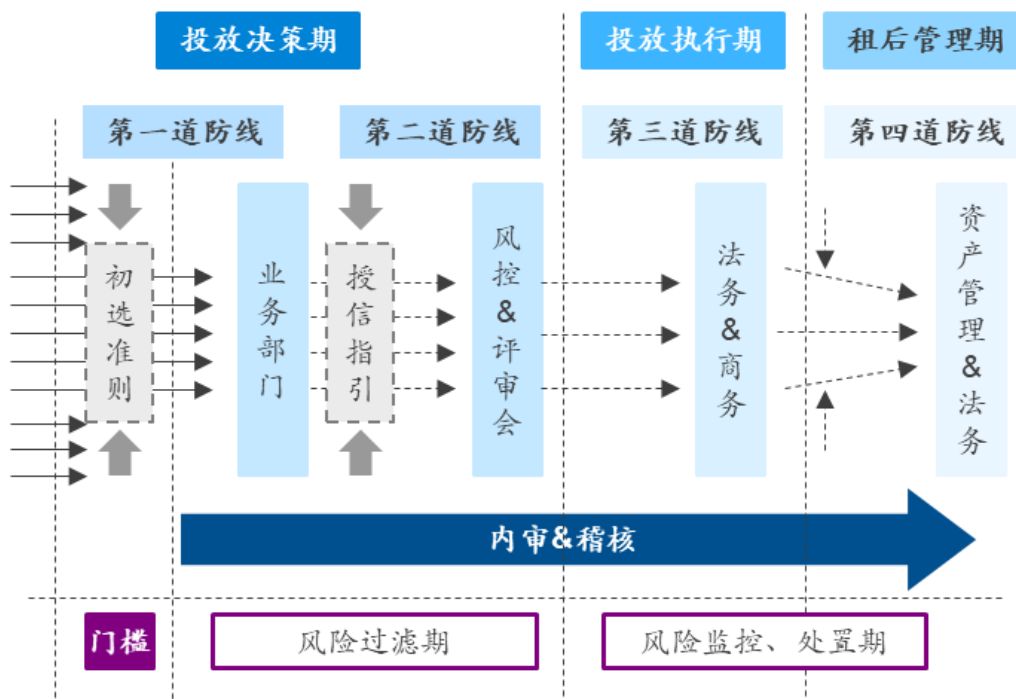 投放决策期
投放执行期
租后管理期
第一道防线
第二道防线
第三道防线
第四道防线
初选准则
业务部门
授信指引
风控&评审会
法务&商务
资产管理&法务
内审&稽核
门槛
风险过滤期
风险监控、处置期